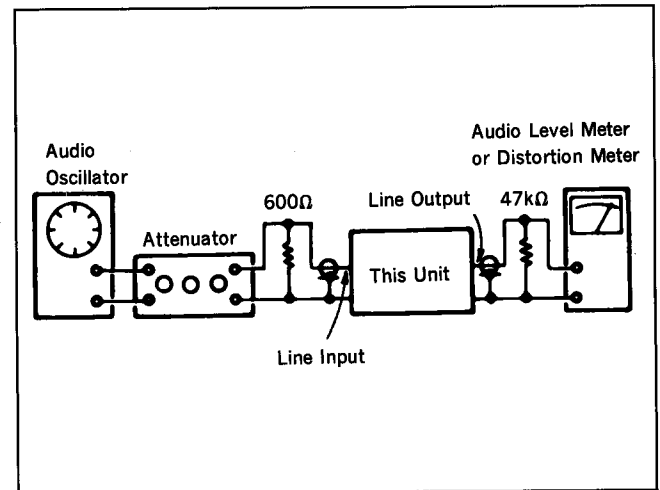 Audio
Oscillator
Attenuator
600Ω
Line Input
This Unit
Line Output
47kΩ
Audio Level Meter
or Distortion Meter